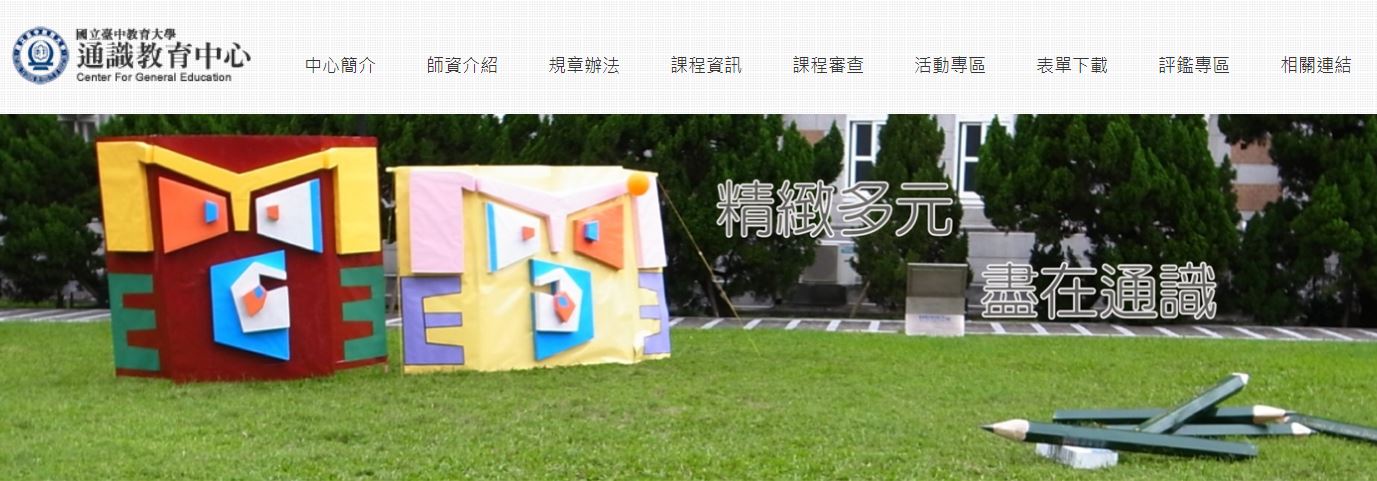 國立臺中教育大學
通識教育中心
Center For General Education
中心簡介 師資介紹 規章辦法 課程資訊 課程審查 活動專區 表單下載 評鑑專區 相關連結
精緻多元
盡在通識